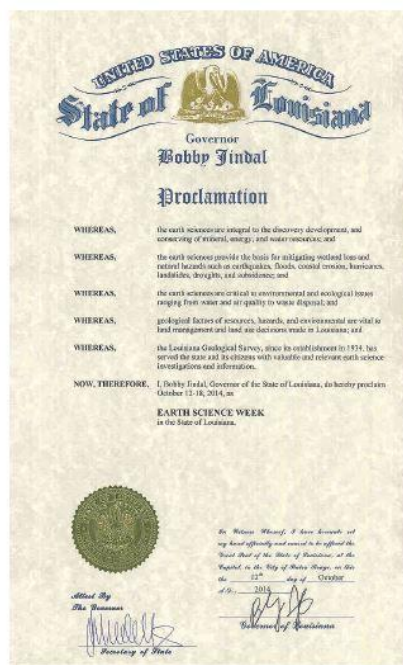 UNITED STATES OF AMERICA
State of Louisiana
Governor
Bobby Jindal
Proclamation
WHEREAS, the earth sciences are integral to the discovery, development, and
conserving of mineral, energy, and water resources; and
WHEREAS, the earth sciences provide the basis for mitigating wetland loss and
natural hazards such as earthquakes, floods, coastal erosion, hurricanes,
landslides, droughts, and subsidence; and
WHEREAS, the earth sciences are critical to environmental and ecological issues
ranging from water and air quality to waste disposal; and
WHEREAS, geological factors of resources, hazards, and environmental are vital to
land management and land use decisions made in Louisiana; and
WHEREAS, the Louisiana Geological Survey, since its establishment in 1934, has
served the state and its citizens with valuable and relevant earth science
investigations and information.
NOW, THEREFORE, I, Bobby Jindal, Governor of the State of Louisiana, do hereby proclaim
October 12-18, 2014, as
EARTH SCIENCE WEEK
in the State of Louisiana.
In Witness Whereof, I have hereunto set
my hand officially and caused to be affixed the
Great Seal of the State of Louisiana, at the
Capitol, in the City of Baton Rouge, on this
the 12th day of October
A.D., 2014
Governor of Louisiana
Attest By
The Governor
Secretary of State